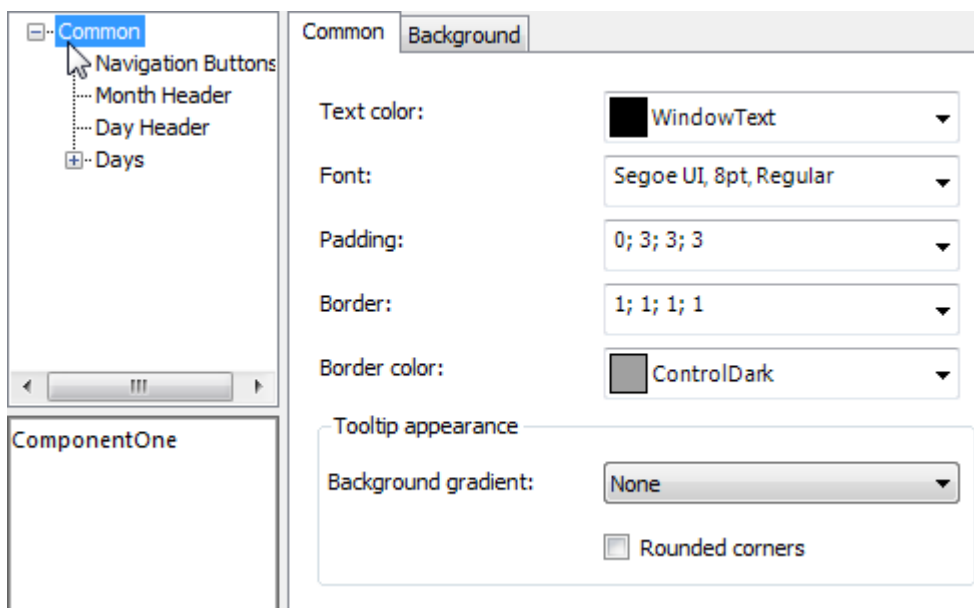 Common
Navigation Buttons
Month Header
Day Header
Days
ComponentOne
Common Background
Text color: WindowText
Font: Segoe UI, 8pt, Regular
Padding: 0; 3; 3; 3
Border: 1; 1; 1; 1
Border color: ControlDark
Tooltip appearance
Background gradient: None
Rounded corners